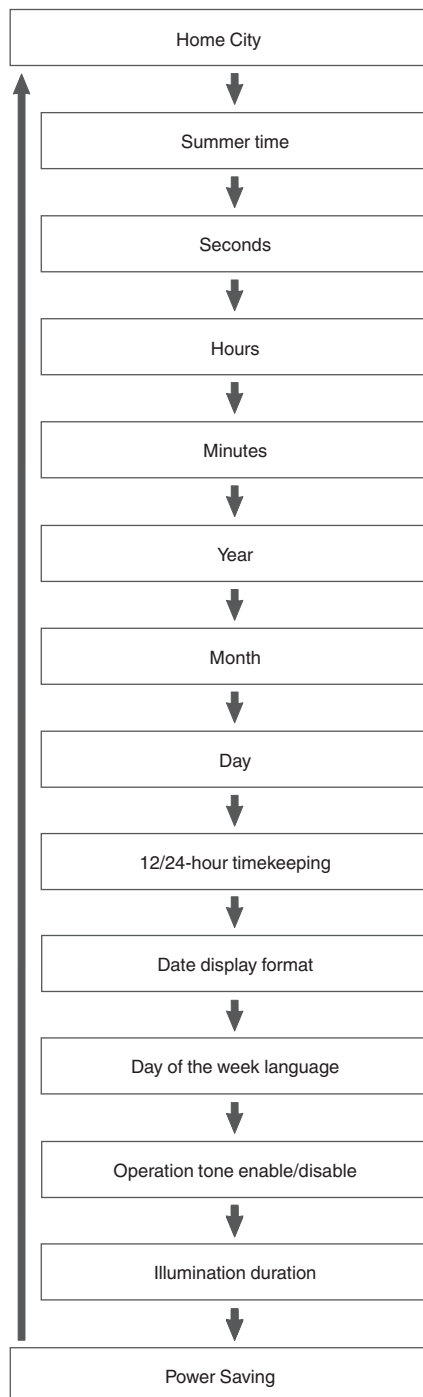 Home City
Summer time
Seconds
Hours
Minutes
Year
Month
Day
12/24-hour timekeeping
Date display format
Day of the week language
Operation tone enable/disable
Illumination duration
Power Saving